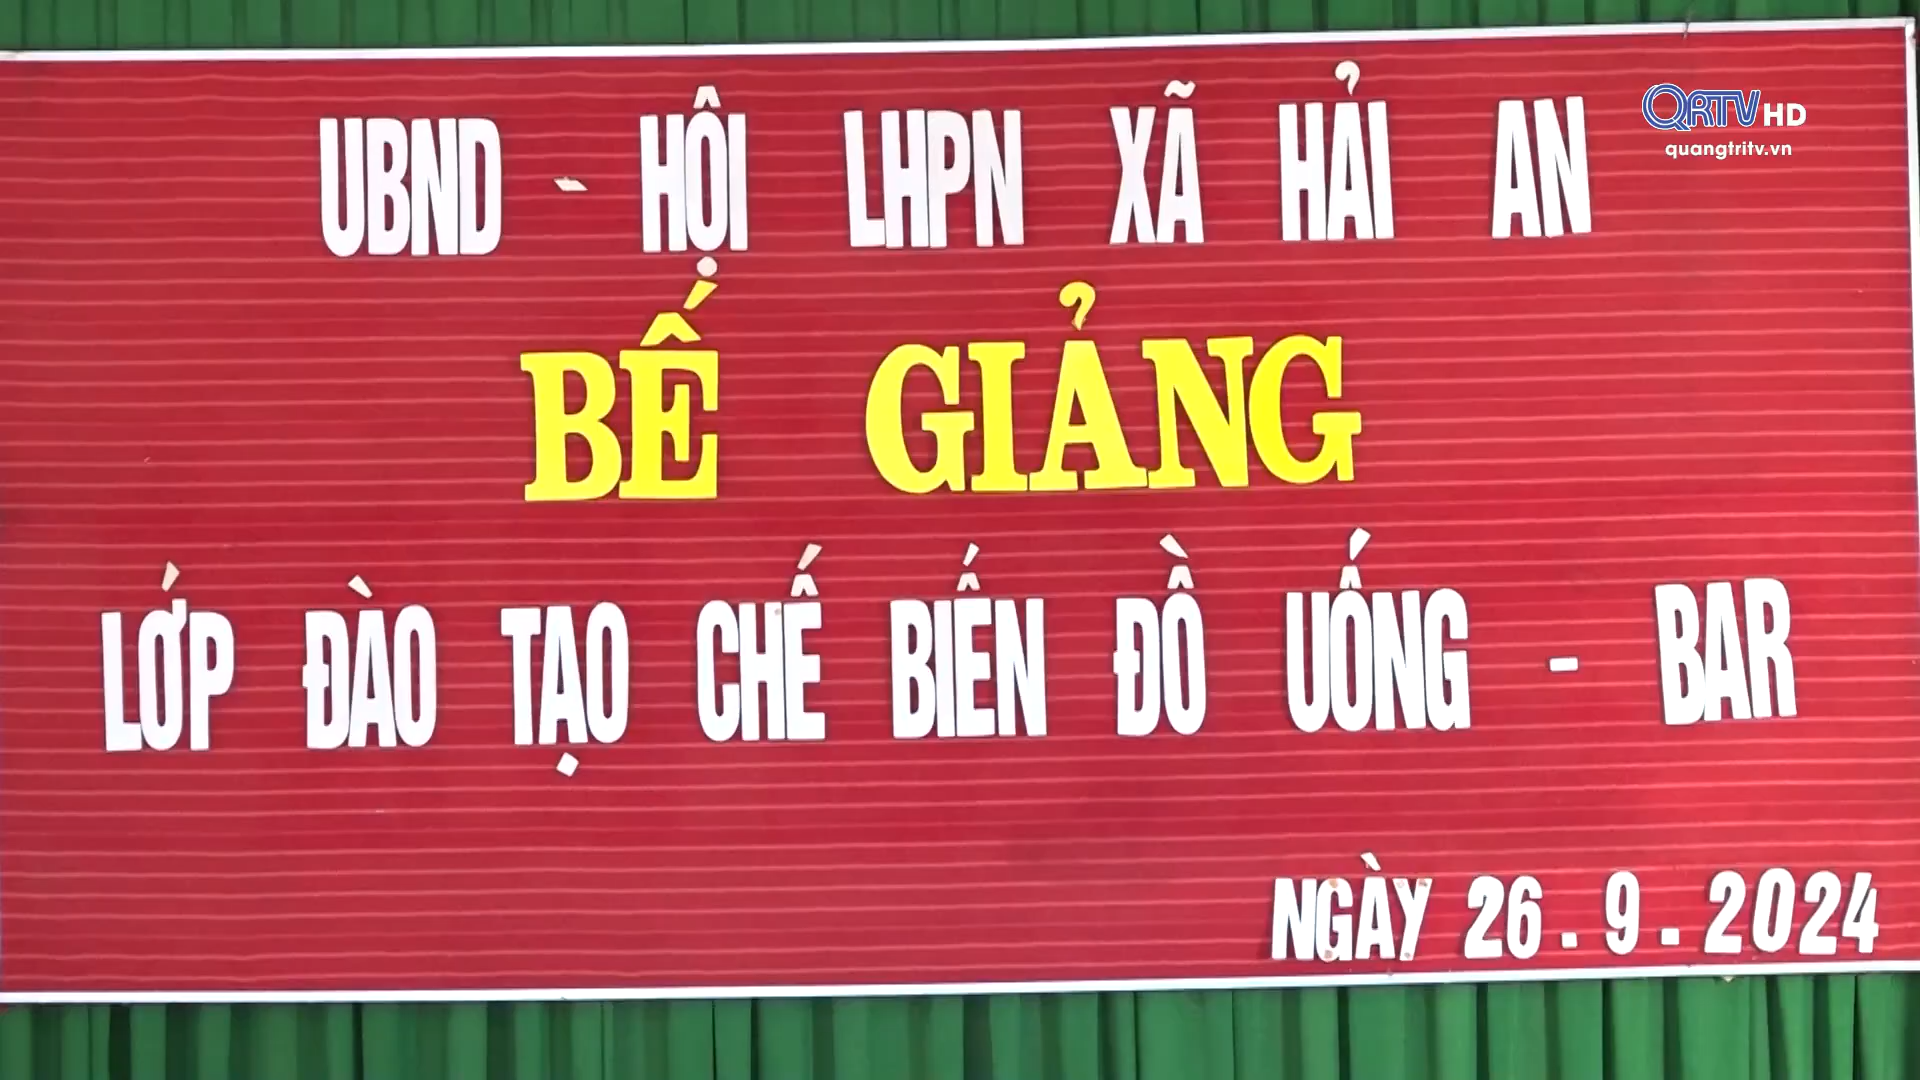 QRTV HD
quangtritv.vn
UBND - HỘI LHPN XÃ HẢI AN
BẾ GIẢNG
LỚP ĐÀO TẠO CHẾ BIẾN ĐỒ UỐNG - BAR
NGÀY 26.9.2024